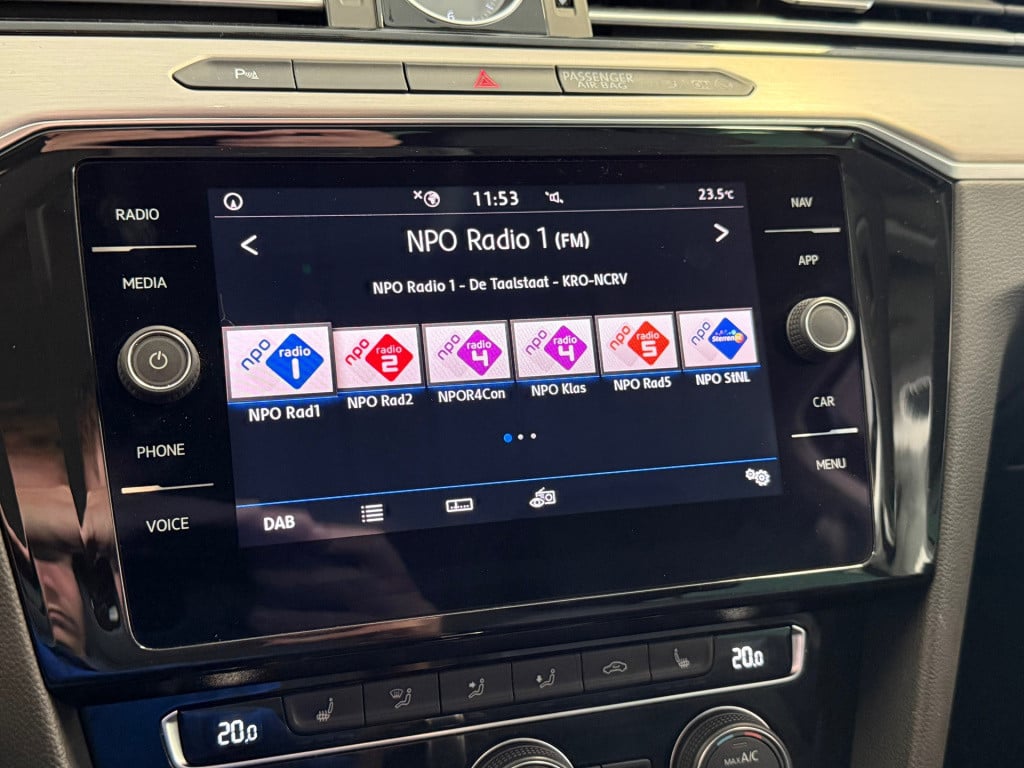 6
P
PASSENGER
AIR BAG
RADIO
MEDIA
PHONE
VOICE
11:53
23.5°C
< NPO Radio 1 (FM) >
NPO Radio 1 - De Taalstaat - KRO-NCRV
npo radio 1
npo radio 2
npo radio 4
npo radio 4
npo radio 5
npo SterrenNL
NPO Rad1
NPO Rad2
NPOR4Con
NPO Klas
NPO Rad5
NPO StNL
DAB
NAV
APP
CAR
MENU
20.0
20.0
MAX A/C